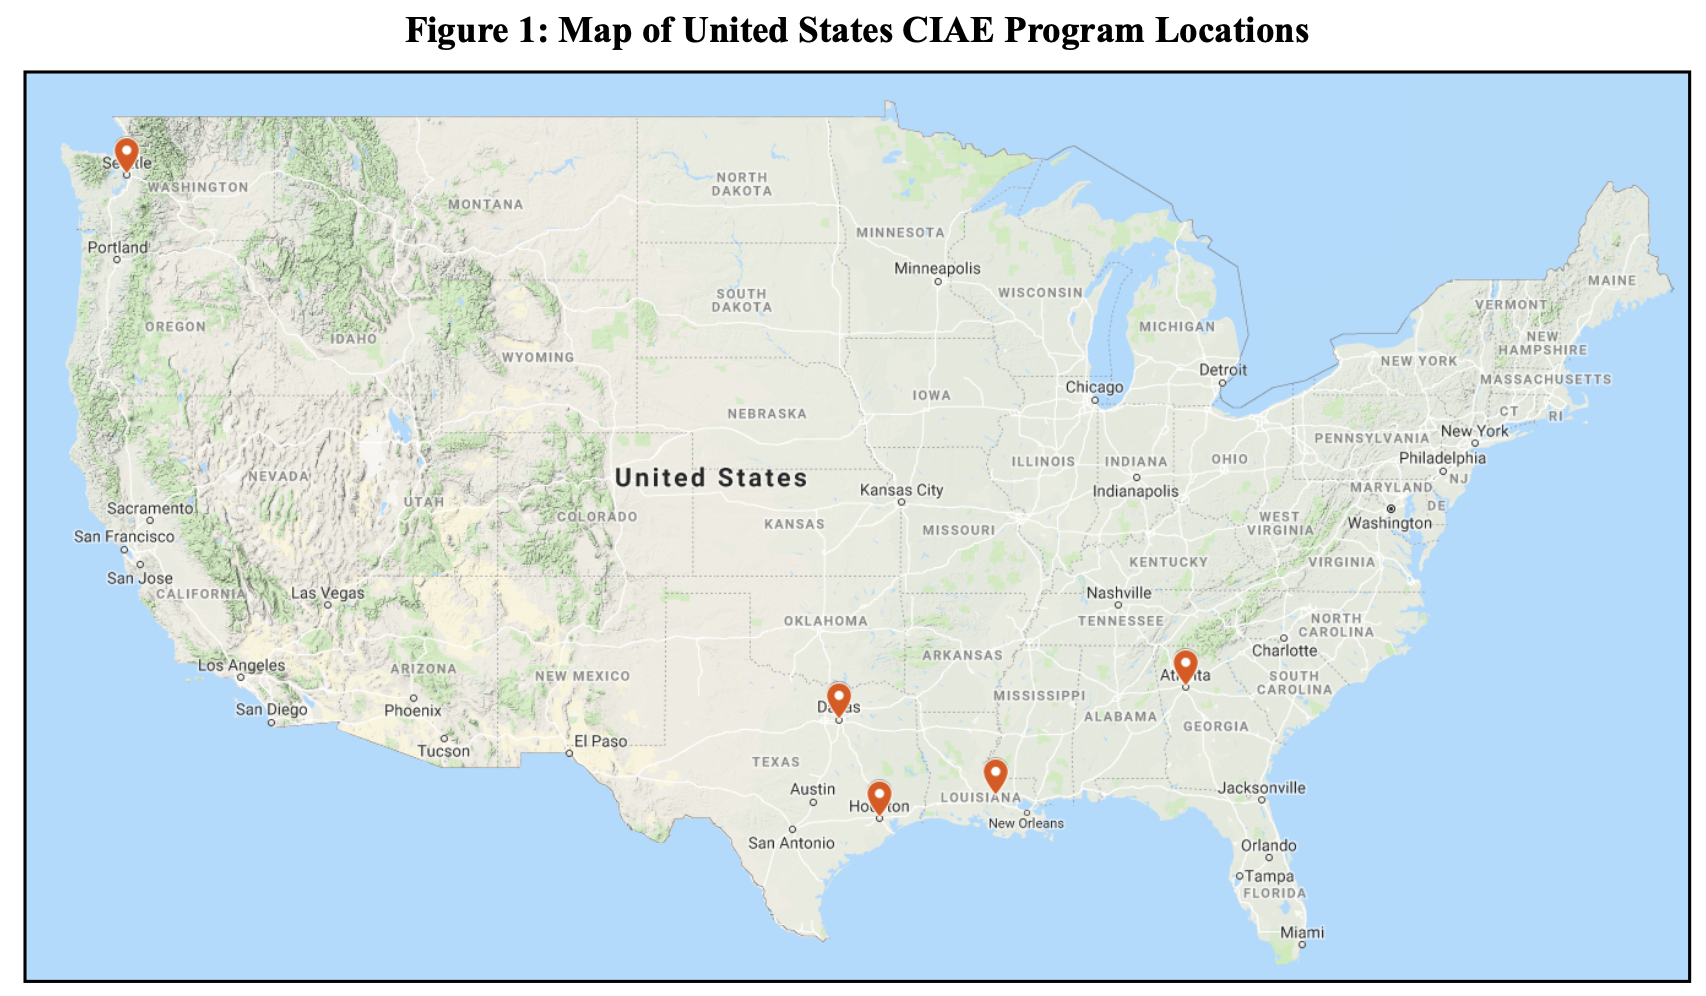 Figure 1: Map of United States CIAE Program Locations
Seattle
WASHINGTON
MONTANA
NORTH
DAKOTA
MINNESOTA
Portland
Minneapolis
MAINE
OREGON
IDAHO
SOUTH
DAKOTA
WISCONSIN
VERMONT
MICHIGAN
NEW
HAMPSHIRE
WYOMING
NEW YORK
Detroit
MASSACHUSETTS
Chicago
IOWA
NEBRASKA
CT
RI
PENNSYLVANIA
New York
Philadelphia
ILLINOIS
INDIANA
OHIO
NEVADA
United States
NJ
UTAH
Kansas City
Indianapolis
MARYLAND
Sacramento
COLORADO
KANSAS
MISSOURI
WEST
VIRGINIA
DE
Washington
San Francisco
KENTUCKY
VIRGINIA
San Jose
CALIFORNIA
Las Vegas
Nashville
OKLAHOMA
TENNESSEE
NORTH
CAROLINA
Charlotte
Los Angeles
ARIZONA
NEW MEXICO
ARKANSAS
Atlanta
SOUTH
CAROLINA
San Diego
Phoenix
Dallas
MISSISSIPPI
ALABAMA
GEORGIA
Tucson
El Paso
TEXAS
Austin
Houston
LOUISIANA
Jacksonville
New Orleans
San Antonio
Orlando
Tampa
FLORIDA
Miami